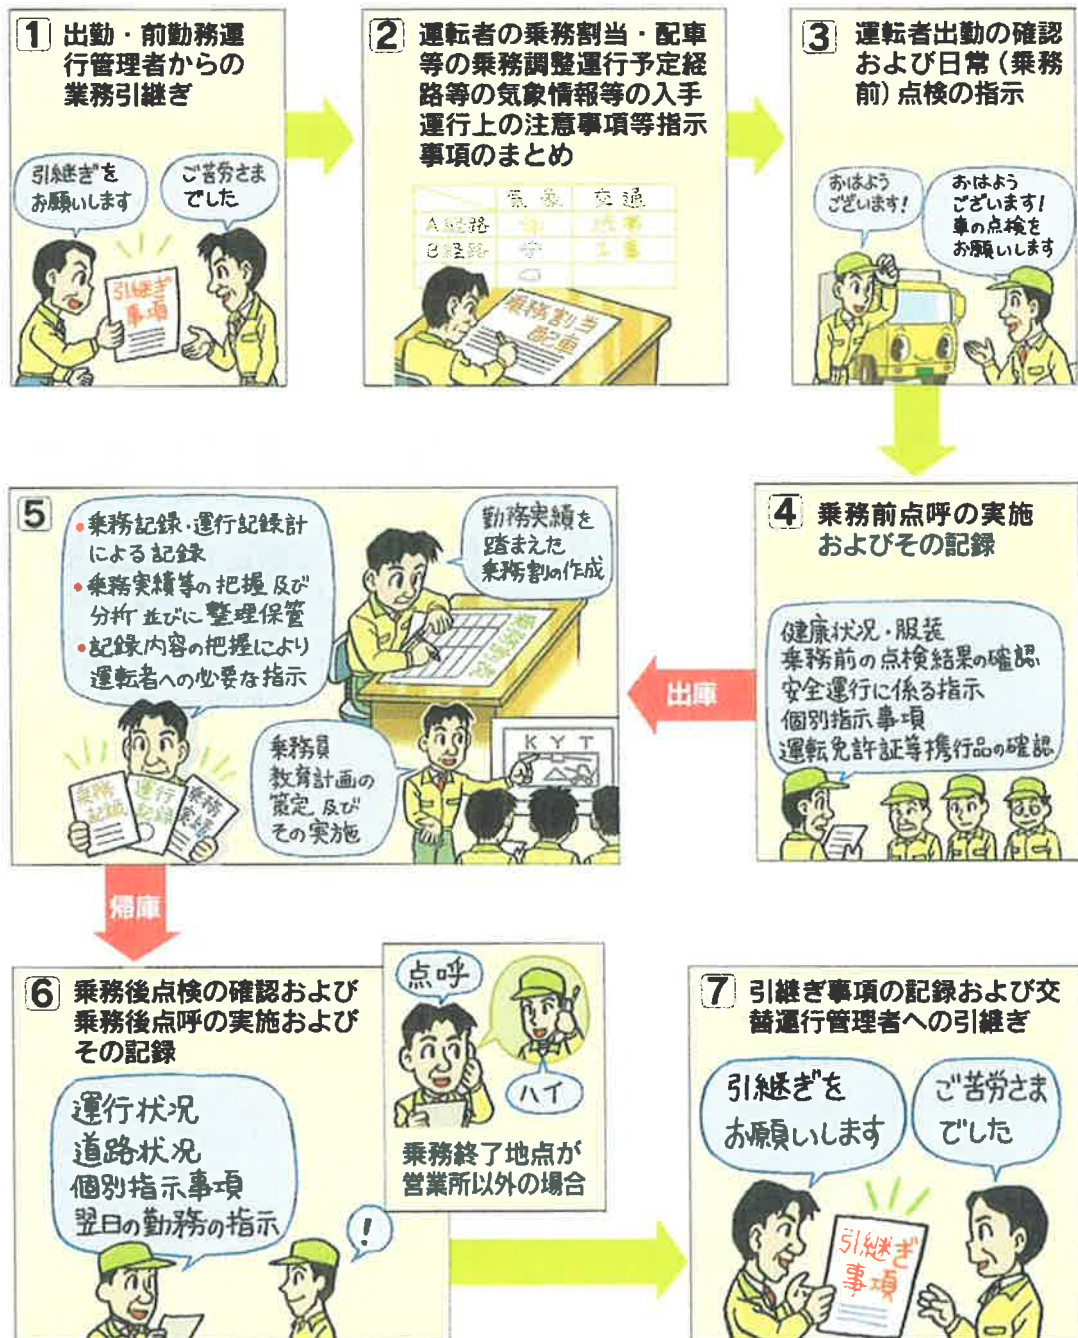 1 出勤・前勤務運
行管理者からの
業務引継ぎ
引継ぎを
お願いします
ご苦労さま
でした
引継ぎ
事項
2 運転者の乗務割当・配車
等の乗務調整運行予定経
路等の気象情報等の入手
運行上の注意事項等指示
事項のまとめ
気象 交通
A経路
B経路 工事
乗務割当
配車
3 運転者出勤の確認
および日常(乗務
前)点検の指示
おはよう
ございます!
おはよう
ございます!
車の点検を
お願いします
4 乗務前点呼の実施
およびその記録
健康状況・服装
乗務前の点検結果の確認
安全運行に係る指示
個別指示事項
運転免許証等携行品の確認
出庫
5
•乗務記録・運行記録計
による記録
•乗務実績等の把握及び
分析並びに整理保管
•記録内容の把握により
運転者への必要な指示
勤務実績を
踏まえた
乗務割の作成
乗務割り表
乗務
記録
運行
記録
乗務
実績
乗務員
教育計画の
策定及び
その実施
KYT
帰庫
6 乗務後点検の確認および
乗務後点呼の実施および
その記録
運行状況
道路状況
個別指示事項
翌日の勤務の指示
!
点呼
ハイ
乗務終了地点が
営業所以外の場合
7 引継ぎ事項の記録および交
替運行管理者への引継ぎ
引継ぎを
お願いします
ご苦労さま
でした
引継ぎ
事項